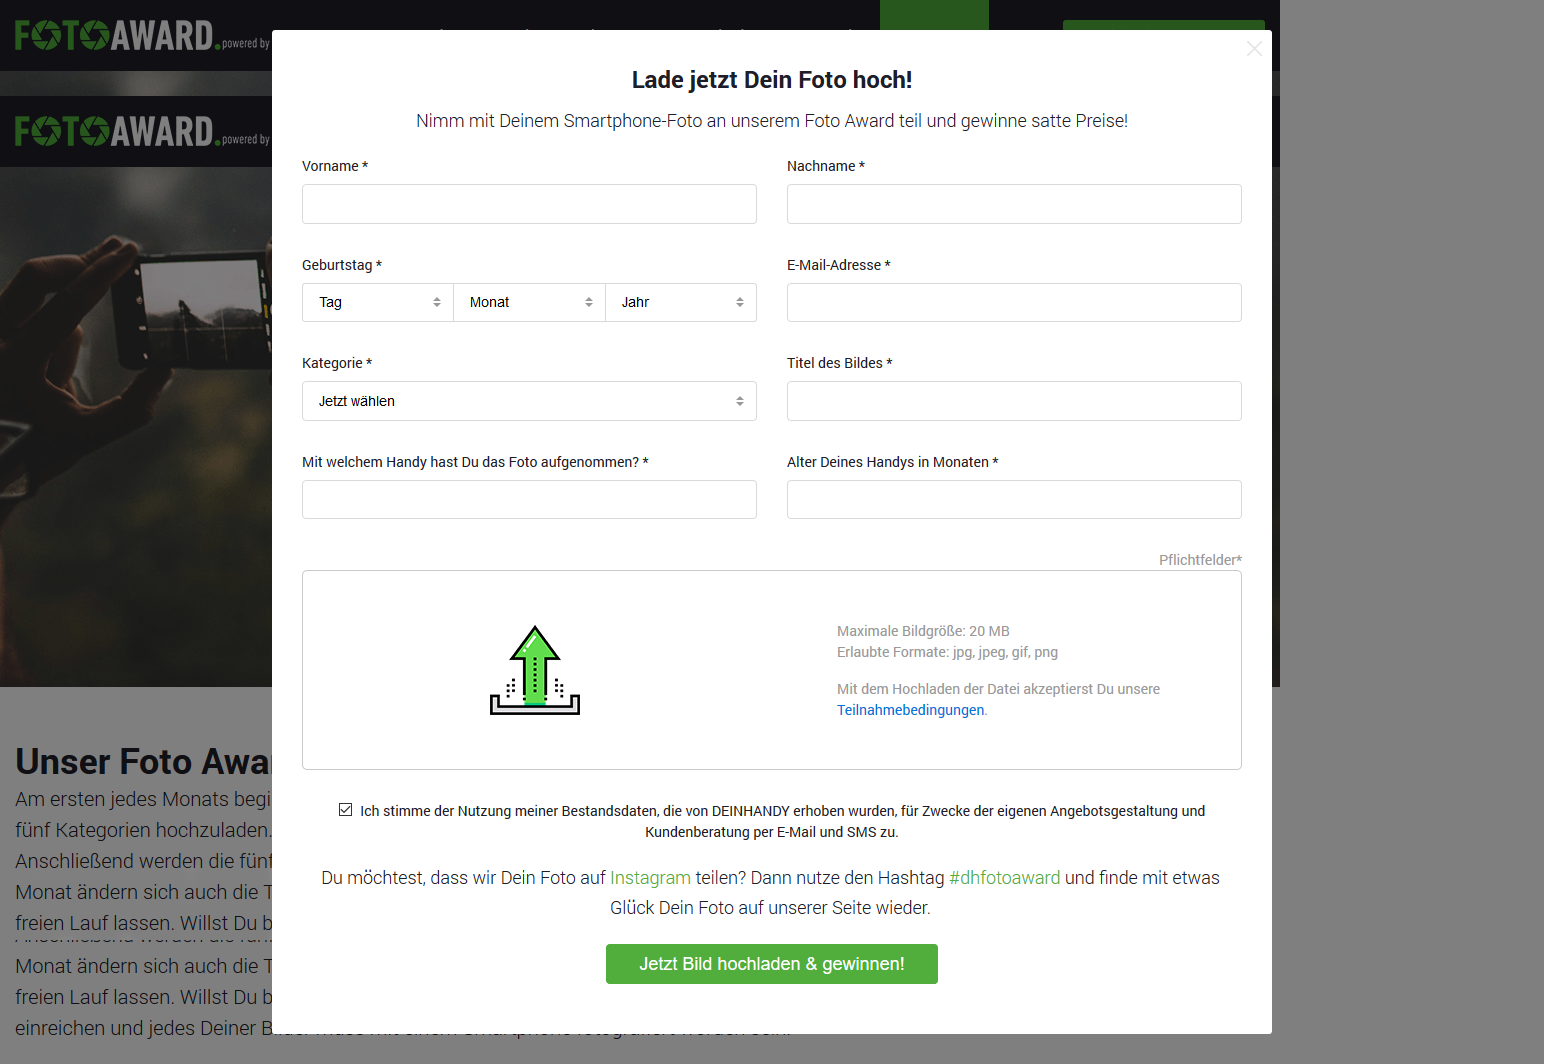 FOTOAWARD. powered by
Lade jetzt Dein Foto hoch!
FOTOAWARD. powered by
Nimm mit Deinem Smartphone-Foto an unserem Foto Award teil und gewinne satte Preise!
Vorname *
Nachname *
Geburtstag *
E-Mail-Adresse *
Tag
Monat
Jahr
Kategorie *
Titel des Bildes *
Jetzt wählen
Mit welchem Handy hast Du das Foto aufgenommen? *
Alter Deines Handys in Monaten *
Pflichtfelder*
Maximale Bildgröße: 20 MB
Erlaubte Formate: jpg, jpeg, gif, png
Mit dem Hochladen der Datei akzeptierst Du unsere
Teilnahmebedingungen.
Ich stimme der Nutzung meiner Bestandsdaten, die von DEINHANDY erhoben wurden, für Zwecke der eigenen Angebotsgestaltung und
Kundenberatung per E-Mail und SMS zu.
Du möchtest, dass wir Dein Foto auf Instagram teilen? Dann nutze den Hashtag #dhfotoaward und finde mit etwas
Glück Dein Foto auf unserer Seite wieder.
Jetzt Bild hochladen & gewinnen!
Unser Foto Awa
Am ersten jedes Monats begi
fünf Kategorien hochzuladen.
Anschließend werden die fünf
Monat ändern sich auch die T
freien Lauf lassen. Willst Du b
Monat ändern sich auch die T
freien Lauf lassen. Willst Du b
einreichen und jedes Deiner B